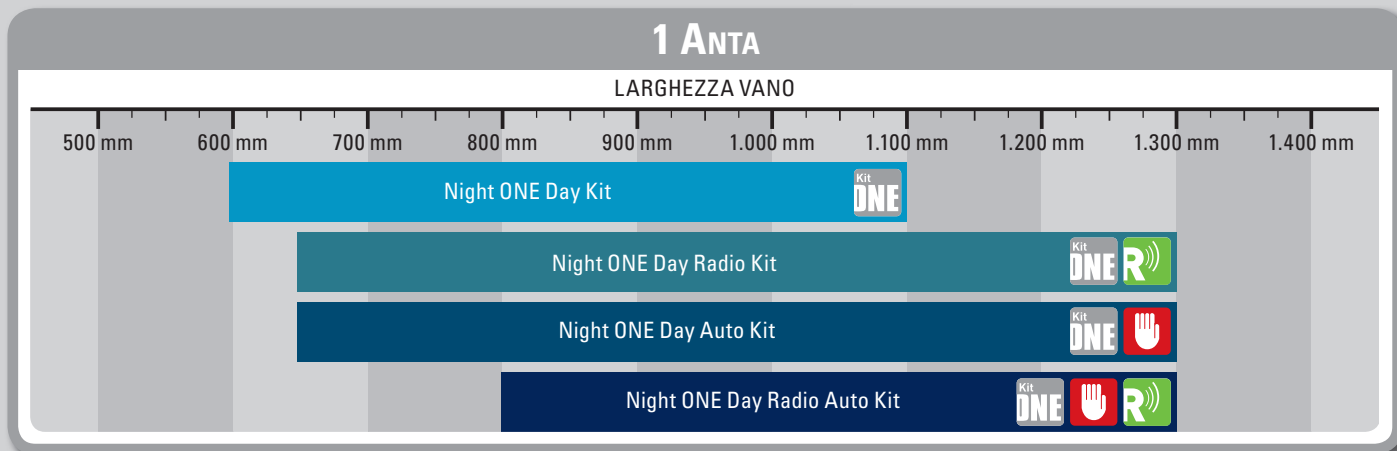 1 ANTA
LARGHEZZA VANO
500 mm 600 mm 700 mm 800 mm 900 mm 1.000 mm 1.100 mm 1.200 mm 1.300 mm 1.400 mm
Night ONE Day Kit
Kit
ONE
Night ONE Day Radio Kit
Kit
ONE
R
Night ONE Day Auto Kit
Kit
ONE
Night ONE Day Radio Auto Kit
Kit
ONE
R